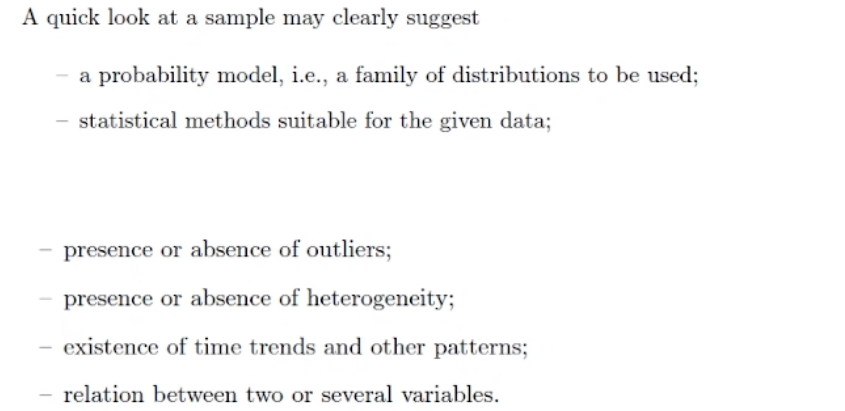 A quick look at a sample may clearly suggest
– a probability model, i.e., a family of distributions to be used;
– statistical methods suitable for the given data;
– presence or absence of outliers;
– presence or absence of heterogeneity;
– existence of time trends and other patterns;
– relation between two or several variables.